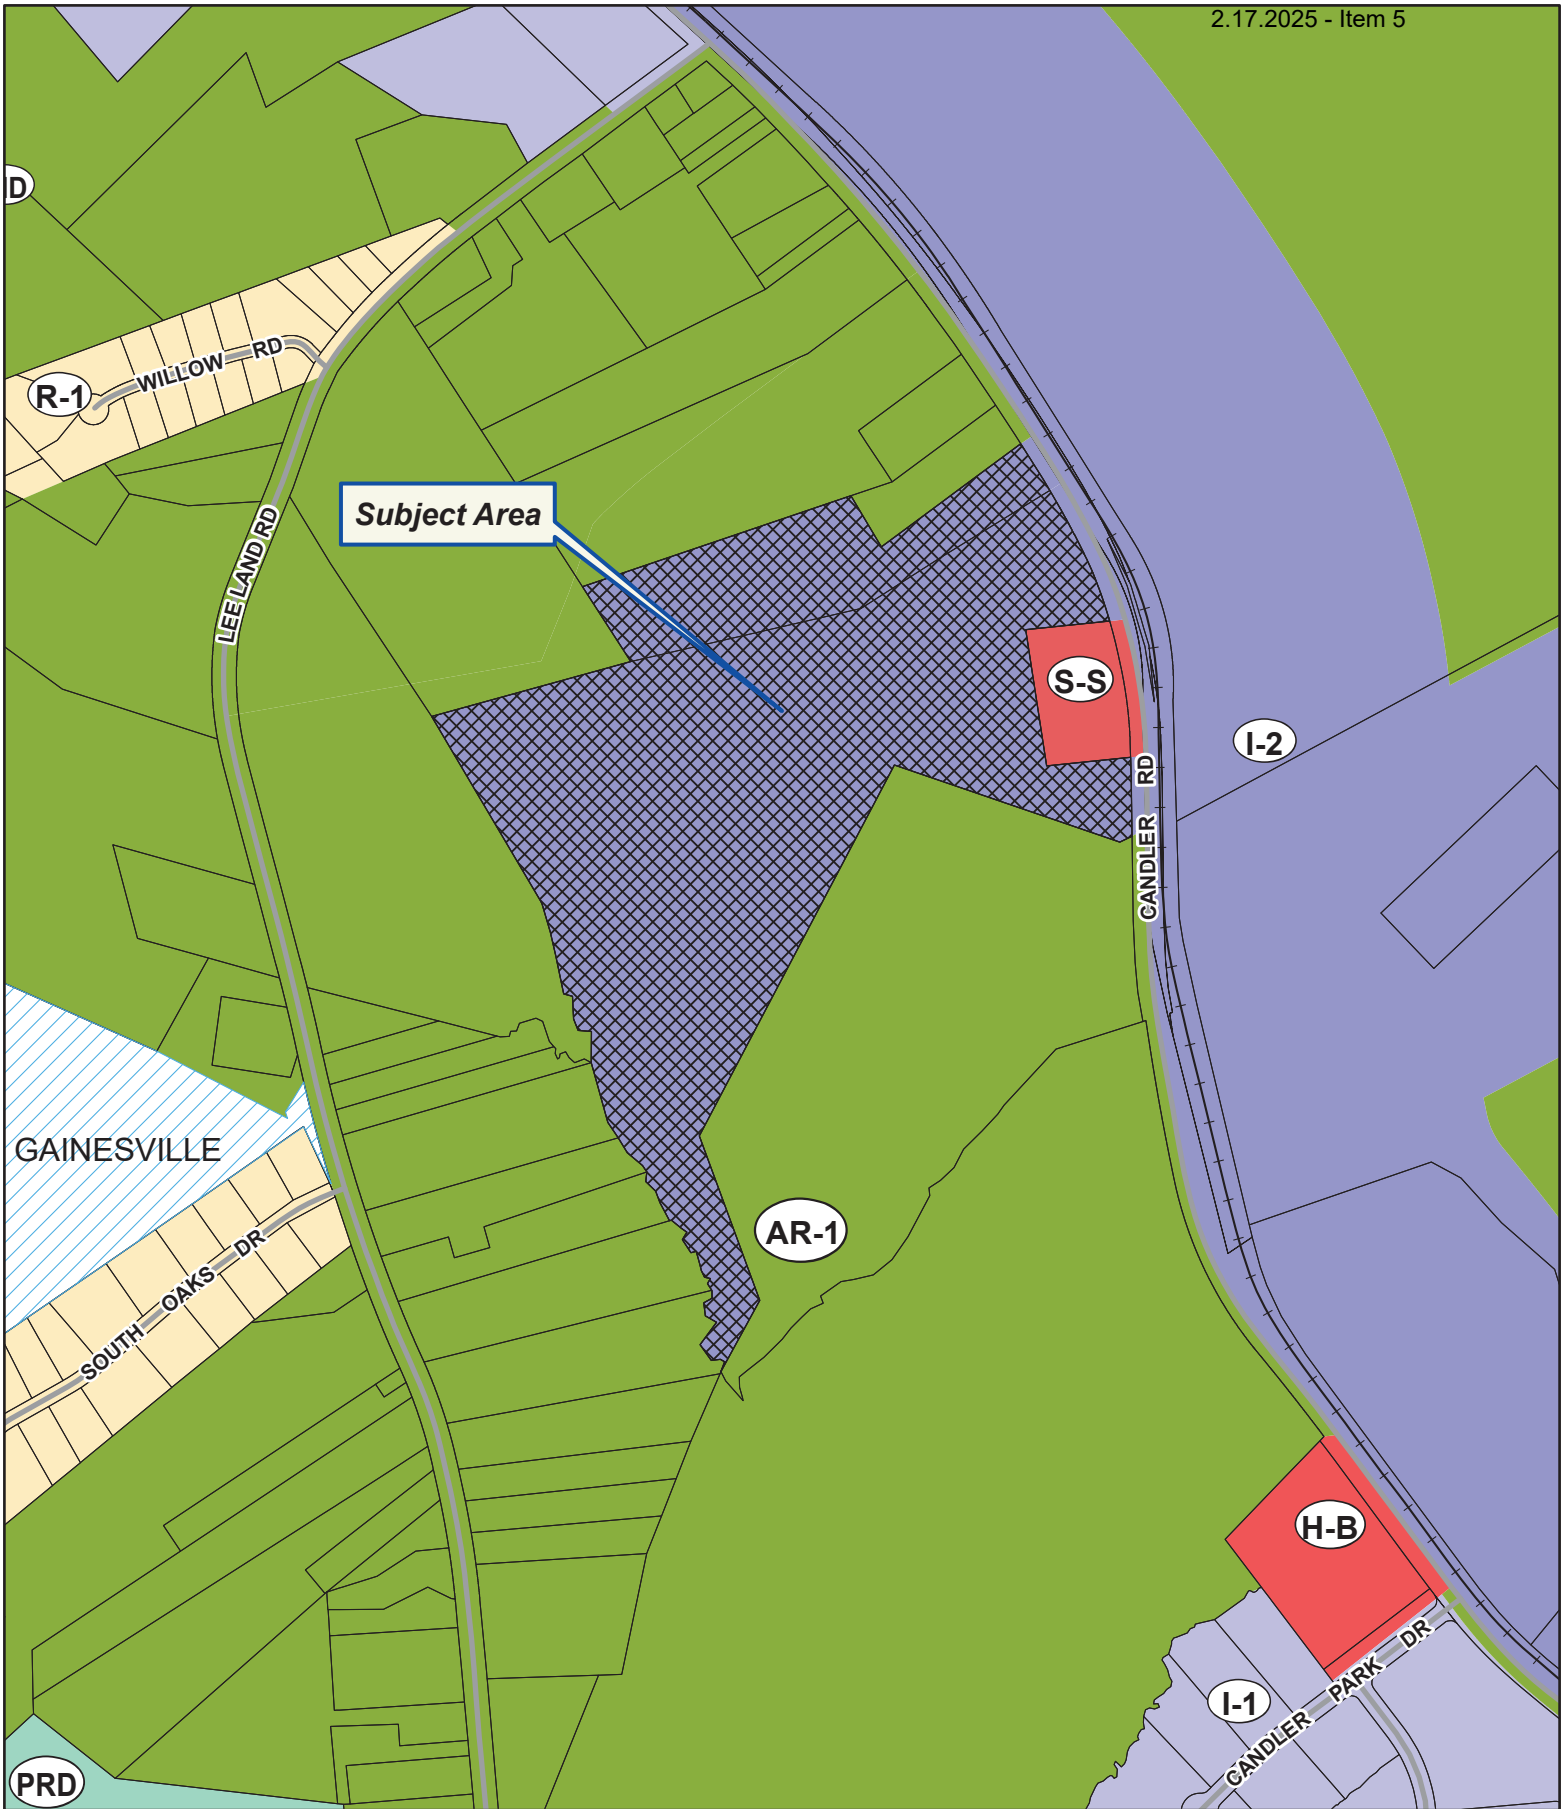 2.17.2025 - Item 5
WILLOW RD
R-1
Subject Area
LEE LAND RD
S-S
I-2
CANDLER RD
GAINESVILLE
AR-1
SOUTH OAKS DR
H-B
I-1
CANDLER PARK DR
PRD